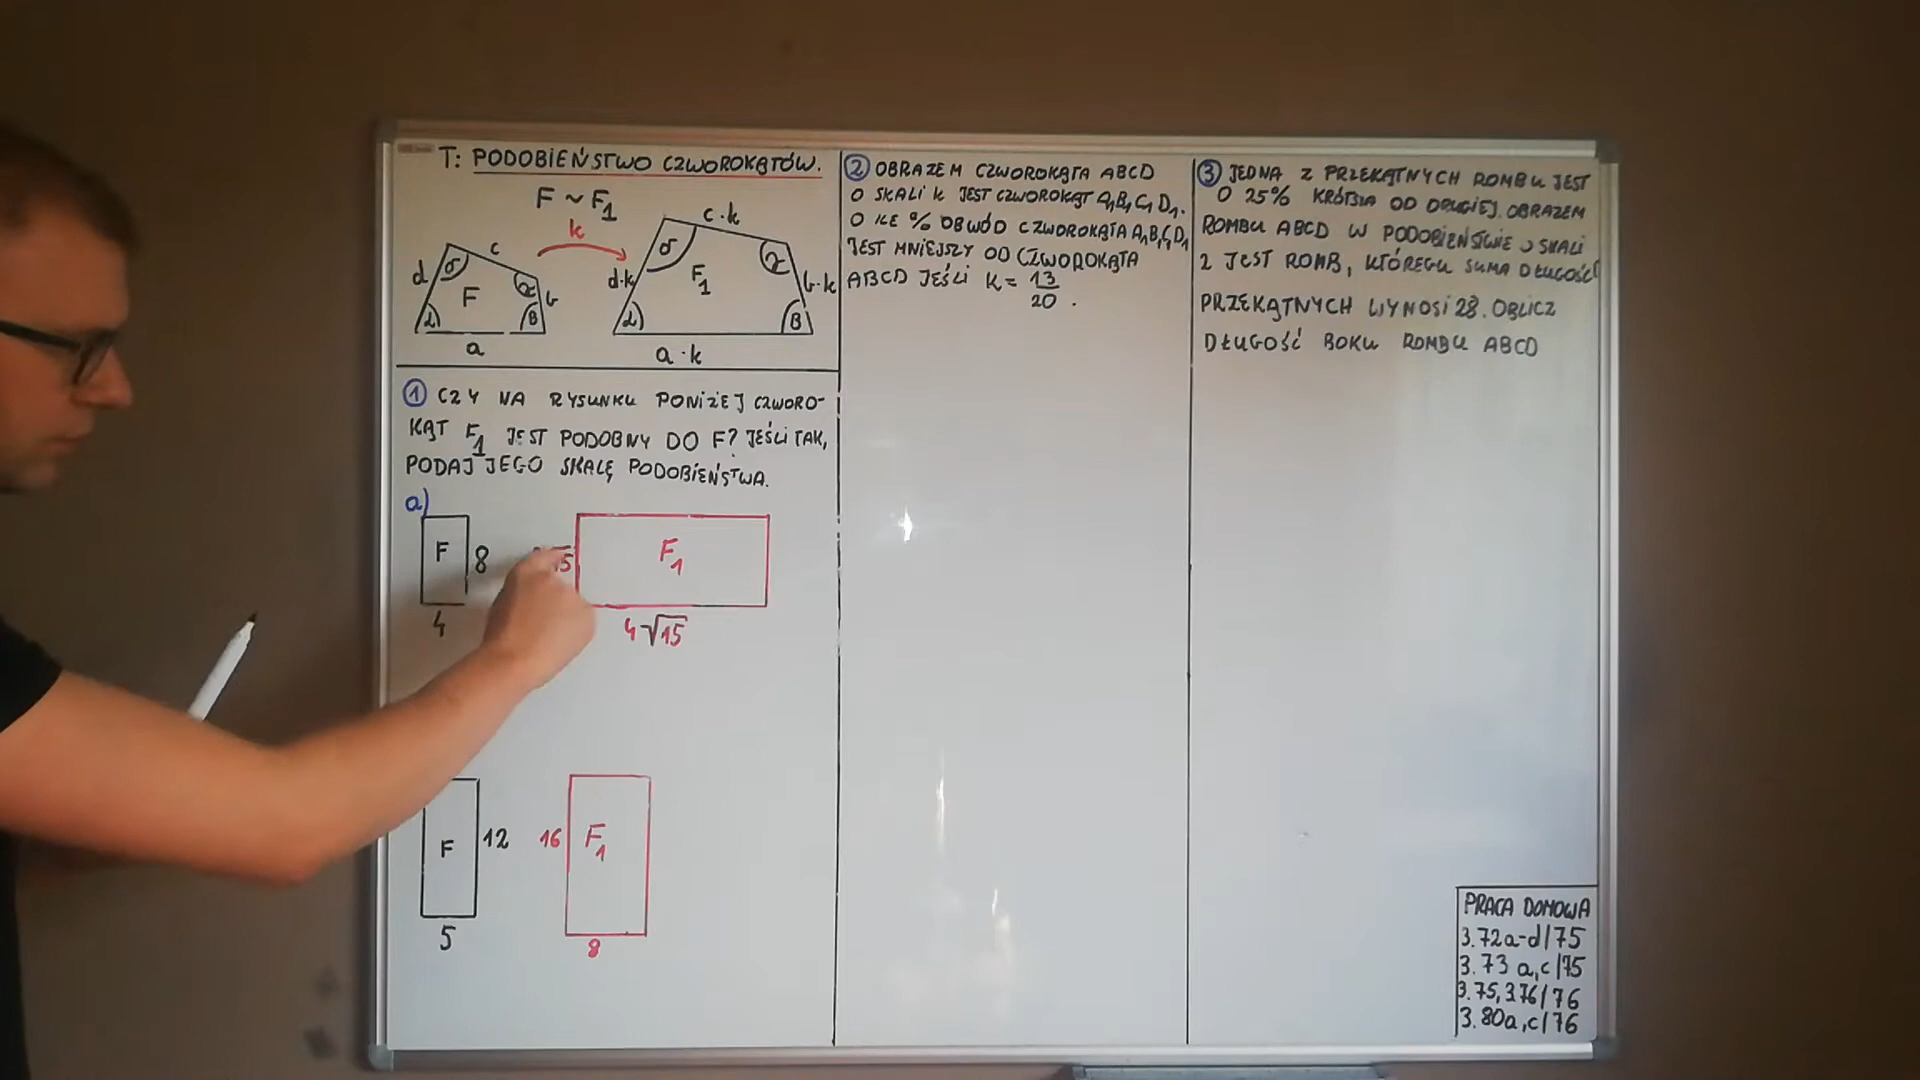 T: PODOBIEŃSTWO CZWOROKĄTÓW.
F ~ F₁
k
d
c
b
a
F
d·k
c·k
b·k
a·k
F₁
① CZY NA RYSUNKU PONIŻEJ CZWORO-
KĄT F₁ JEST PODOBNY DO F? JEŚLI TAK,
PODAJ JEGO SKALĘ PODOBIEŃSTWA.
a)
F
8
4
F₁
4√15
F
12
5
16
F₁
8
② OBRAZEM CZWOROKĄTA ABCD
O SKALI K JEST CZWOROKĄT A₁B₁C₁D₁.
O ILE % OBWÓD CZWOROKĄTA A₁B₁C₁D₁
JEST MNIEJSZY OD CZWOROKĄTA
ABCD JEŚLI K = 13/20 .
③ JEDNA Z PRZEKĄTNYCH ROMBU JEST
O 25% KRÓTSZA OD DRUGIEJ. OBRAZEM
ROMBU ABCD W PODOBIEŃSTWIE O SKALI
2 JEST ROMB, KTÓREGO SUMA DŁUGOŚCI
PRZEKĄTNYCH WYNOSI 28. OBLICZ
DŁUGOŚĆ BOKU ROMBU ABCD
PRACA DOMOWA
3.72a-d/75
3.73 a,c/75
3.75, 3.76/76
3.80a,c/76